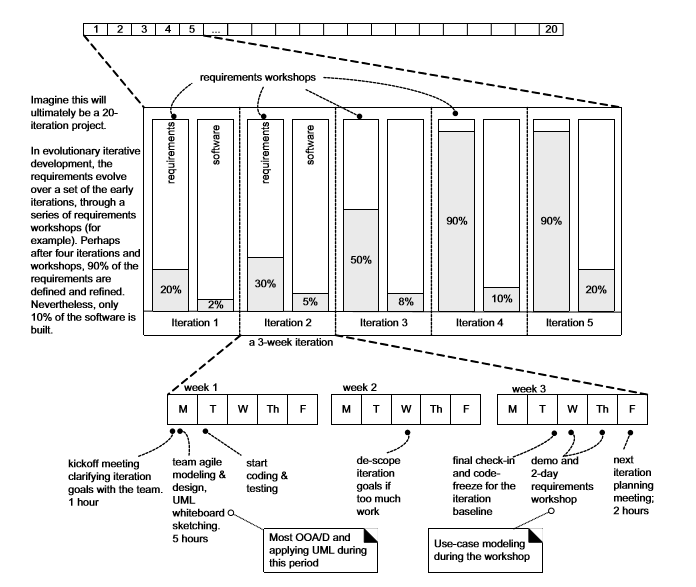 1 2 3 4 5 ... 20
requirements workshops
Imagine this will
ultimately be a 20-
iteration project.
In evolutionary iterative
development, the
requirements evolve
over a set of the early
iterations, through a
series of requirements
workshops (for
example). Perhaps
after four iterations and
workshops, 90% of the
requirements are
defined and refined.
Nevertheless, only
10% of the software is
built.
requirements
software
requirements
software
20%
2%
30%
5%
50%
8%
90%
10%
90%
20%
Iteration 1
Iteration 2
Iteration 3
Iteration 4
Iteration 5
a 3-week iteration
week 1
M T W Th F
week 2
M T W Th F
week 3
M T W Th F
kickoff meeting
clarifying iteration
goals with the team.
1 hour
team agile
modeling &
design,
UML
whiteboard
sketching.
5 hours
start
coding &
testing
de-scope
iteration
goals if
too much
work
final check-in
and code-
freeze for the
iteration
baseline
demo and
2-day
requirements
workshop
next
iteration
planning
meeting;
2 hours
Most OOA/D and
applying UML during
this period
Use-case modeling
during the workshop